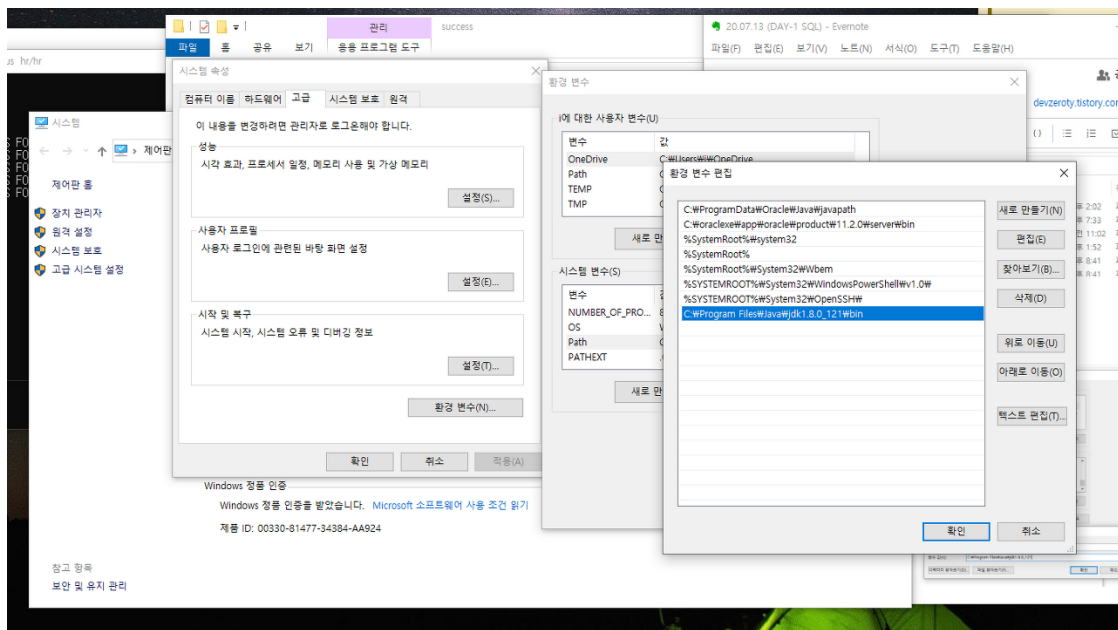 관리
success
파일
홈
공유
보기
응용 프로그램 도구
20.07.13 (DAY-1 SQL) - Evernote
파일(F) 편집(E) 보기(V) 노트(N) 서식(O) 도구(T) 도움말(H)
devzeroty.tistory.com
us hr/hr
시스템
제어판
제어판 홈
장치 관리자
원격 설정
시스템 보호
고급 시스템 설정
Windows 정품 인증
Windows 정품 인증을 받았습니다. Microsoft 소프트웨어 사용 조건 읽기
제품 ID: 00330-81477-34384-AA924
참고 항목
보안 및 유지 관리
시스템 속성
컴퓨터 이름 하드웨어 고급 시스템 보호 원격
이 내용을 변경하려면 관리자로 로그온해야 합니다.
성능
시각 효과, 프로세서 일정, 메모리 사용 및 가상 메모리
설정(S)...
사용자 프로필
사용자 로그인에 관련된 바탕 화면 설정
설정(E)...
시작 및 복구
시스템 시작, 시스템 오류 및 디버깅 정보
설정(T)...
환경 변수(N)...
확인 취소 적용(A)
환경 변수
에 대한 사용자 변수(U)
변수 값
OneDrive C:₩Users₩i₩OneDrive
Path
TEMP
TMP
새로 만
시스템 변수(S)
변수
NUMBER_OF_PRO... 8
OS
Path
PATHEXT
새로 만
환경 변수 편집
C:₩ProgramData₩Oracle₩Java₩javapath
C:₩oraclexe₩app₩oracle₩product₩11.2.0₩server₩bin
%SystemRoot%₩system32
%SystemRoot%
%SystemRoot%₩System32₩Wbem
%SYSTEMROOT%₩System32₩WindowsPowerShell₩v1.0₩
%SYSTEMROOT%₩System32₩OpenSSH₩
C:₩Program Files₩Java₩jdk1.8.0_121₩bin
새로 만들기(N)
편집(E)
찾아보기(B)...
삭제(D)
위로 이동(U)
아래로 이동(O)
텍스트 편집(T)...
확인 취소